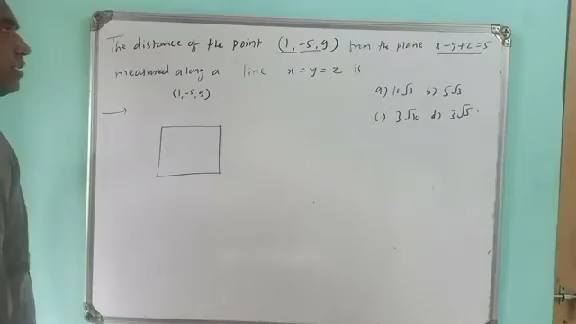 The distance of the point (1, -5, 9) from the plane x-y+z=5
measured along a line x=y=z is
(1, -5, 9)
a) 10√3 b) 5√3
c) 3√10 d) 3√5